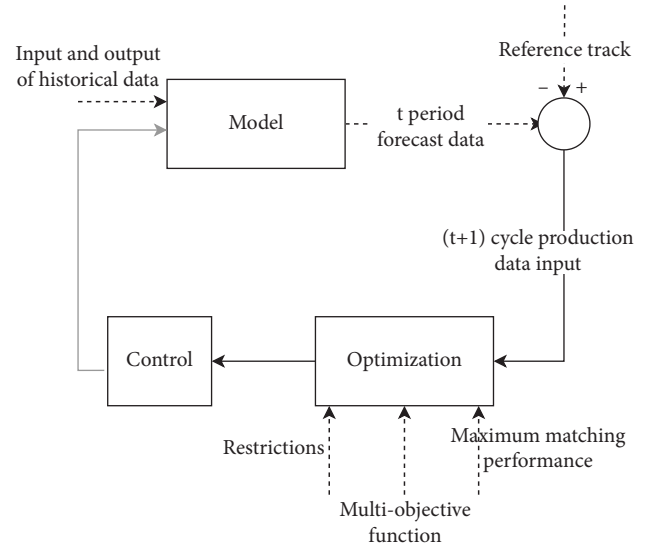 Reference track
Input and output
of historical data
− +
Model
t period
forecast data
(t+1) cycle production
data input
Control
Optimization
Restrictions
Maximum matching
performance
Multi-objective
function